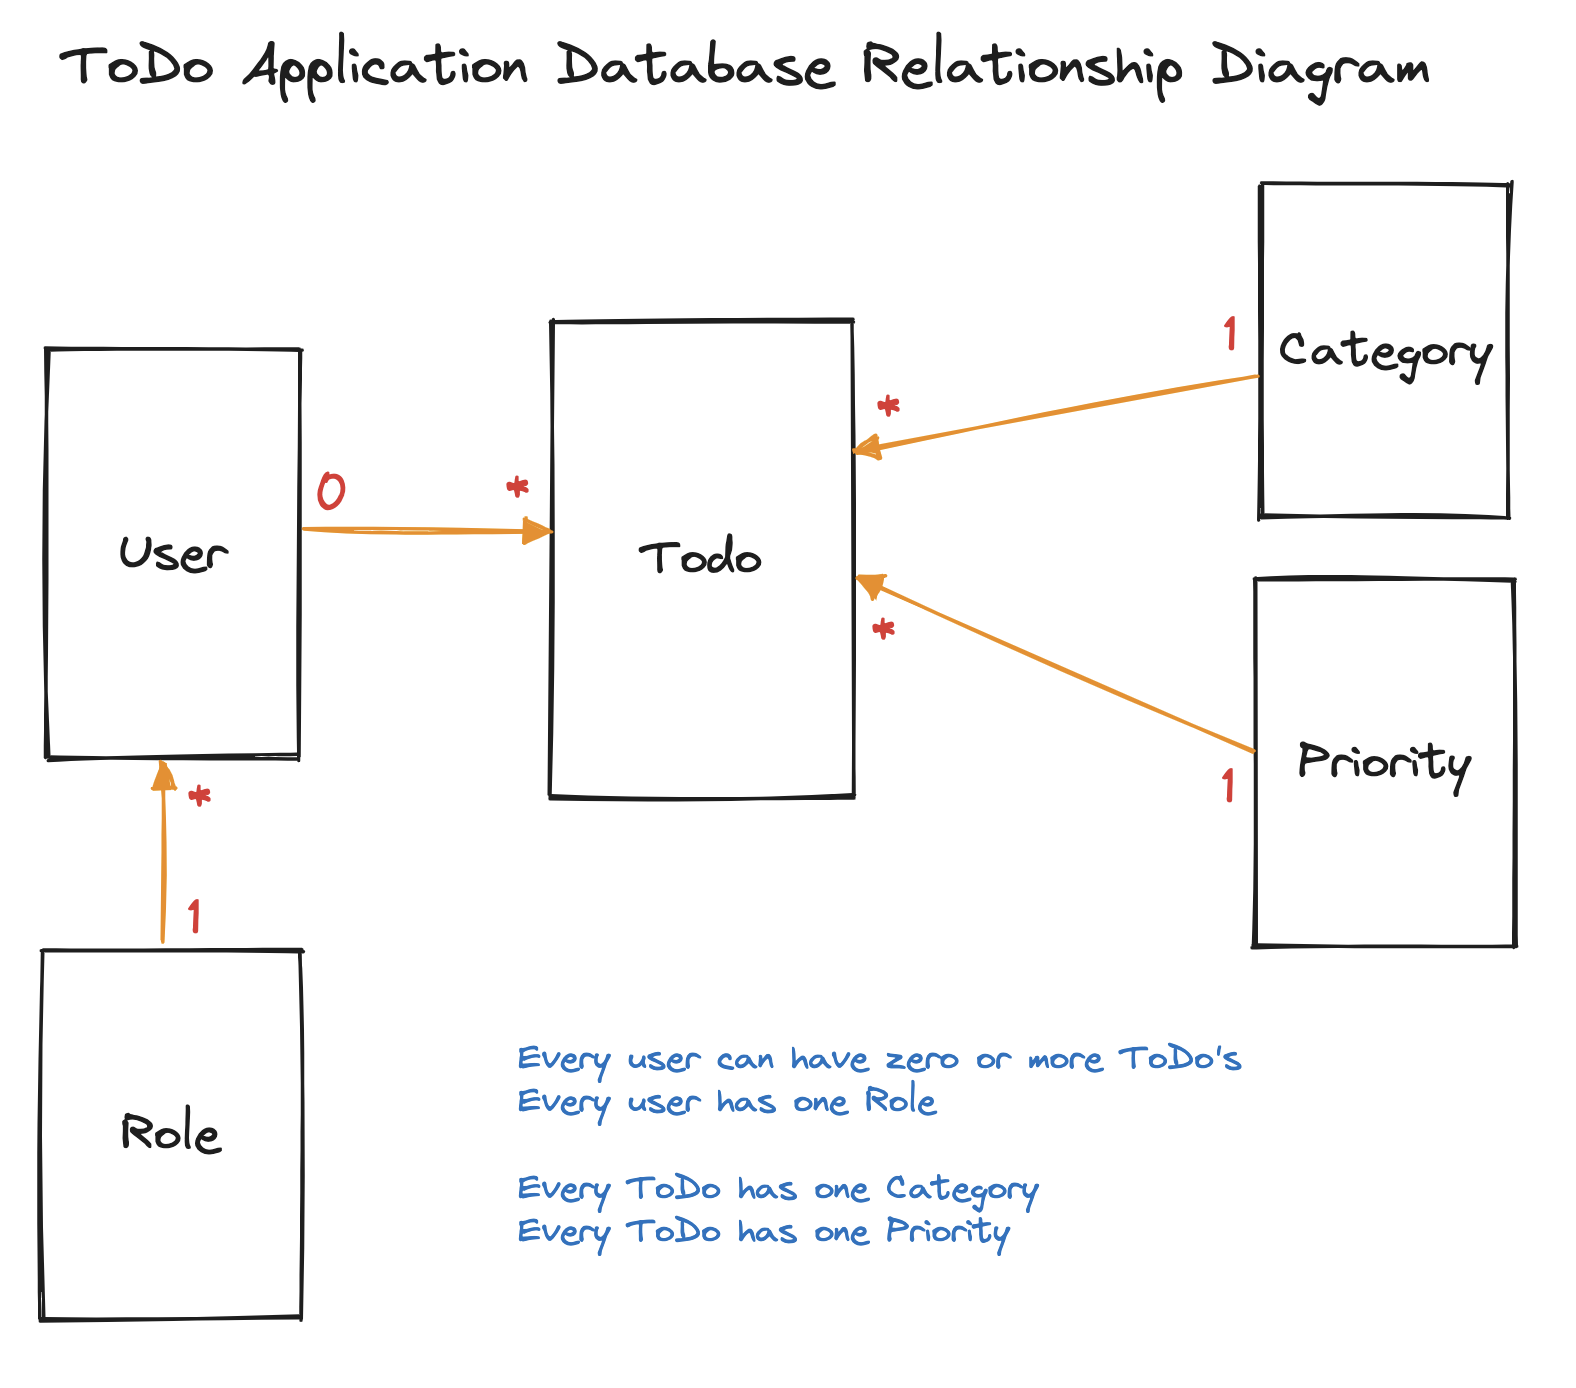 ToDo Application Database Relationship Diagram
Category
1
*
User
0
*
Todo
*
Priority
1
*
1
Role
Every user can have zero or more ToDo's
Every user has one Role
Every ToDo has one Category
Every ToDo has one Priority